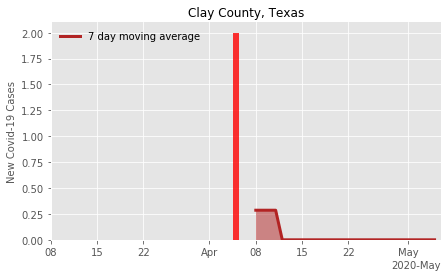 Clay County, Texas
7 day moving average
New Covid-19 Cases
2.00
1.75
1.50
1.25
1.00
0.75
0.50
0.25
0.00
08 15 22 Apr 08 15 22 May
2020-May